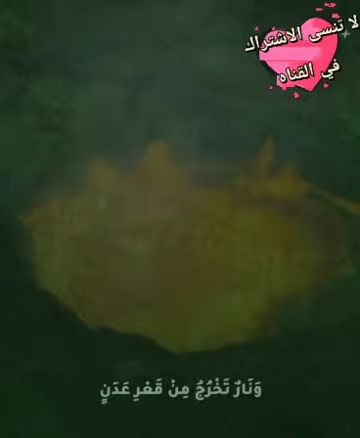 لا تنسى الاشتراك
في القناه
وَنَارٌ تَخْرُجُ مِنْ قَعْرِ عَدَنٍ